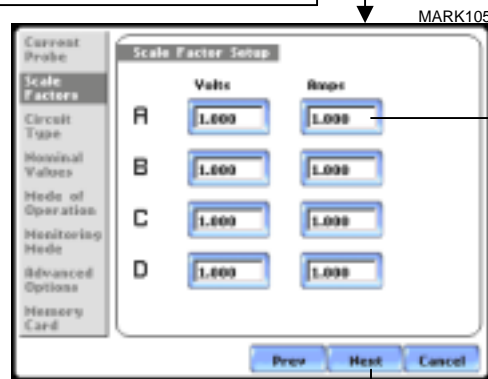 MARK105
Current
Probe
Scale
Factors
Circuit
Type
Nominal
Values
Mode of
Operation
Monitoring
Mode
Advanced
Options
Memory
Card
Scale Factor Setup
Volts Amps
A 1.000 1.000
B 1.000 1.000
C 1.000 1.000
D 1.000 1.000
Prev Next Cancel